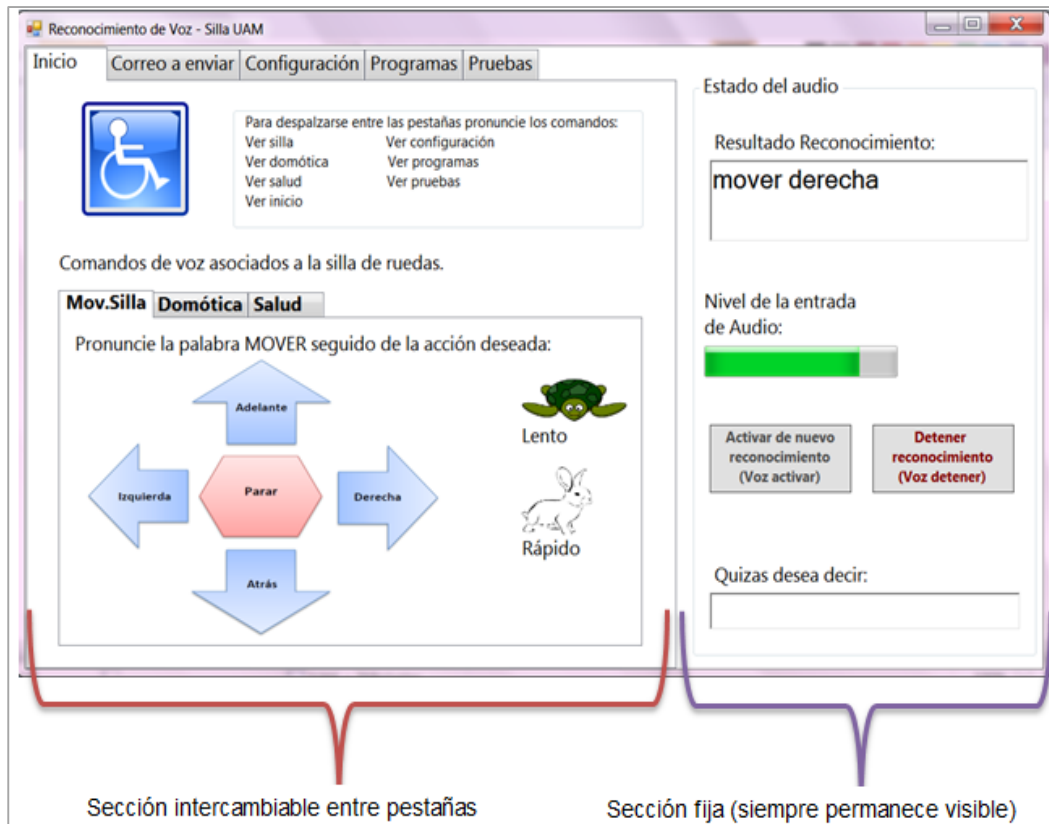 Reconocimiento de Voz - Silla UAM
Inicio
Correo a enviar
Configuración
Programas
Pruebas
Para despalzarse entre las pestañas pronuncie los comandos:
Ver silla
Ver configuración
Ver domótica
Ver programas
Ver salud
Ver pruebas
Ver inicio
Comandos de voz asociados a la silla de ruedas.
Mov.Silla
Domótica
Salud
Pronuncie la palabra MOVER seguido de la acción deseada:
Adelante
Izquierda
Parar
Derecha
Atrás
Lento
Rápido
Estado del audio
Resultado Reconocimiento:
mover derecha
Nivel de la entrada
de Audio:
Activar de nuevo
reconocimiento
(Voz activar)
Detener
reconocimiento
(Voz detener)
Quizas desea decir:
Sección intercambiable entre pestañas
Sección fija (siempre permanece visible)